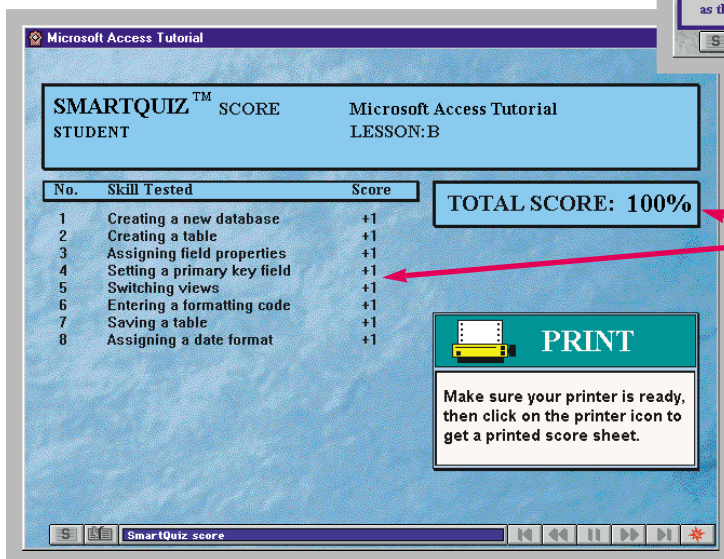 as th
S
Microsoft Access Tutorial
SMARTQUIZ™ SCORE
Microsoft Access Tutorial
STUDENT
LESSON: B
No. Skill Tested Score
1 Creating a new database +1
2 Creating a table +1
3 Assigning field properties +1
4 Setting a primary key field +1
5 Switching views +1
6 Entering a formatting code +1
7 Saving a table +1
8 Assigning a date format +1
TOTAL SCORE: 100%
PRINT
Make sure your printer is ready,
then click on the printer icon to
get a printed score sheet.
S SmartQuiz score